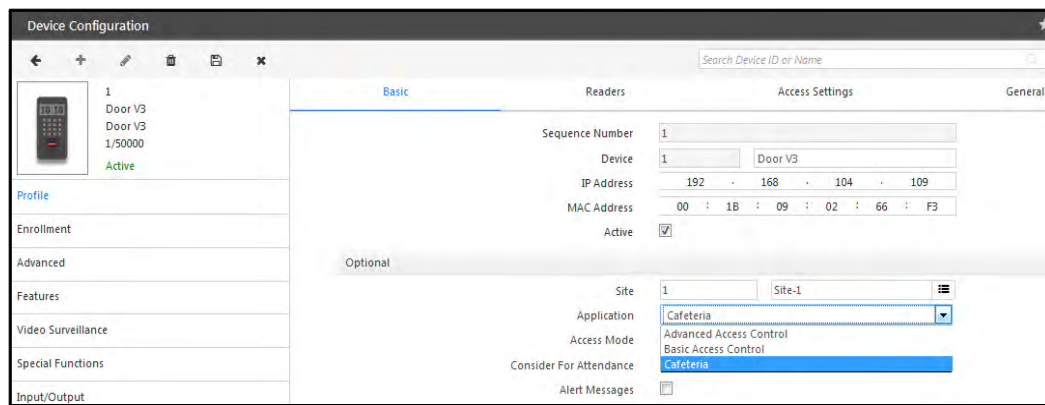 Device Configuration
Search Device ID or Name
10:10
1
Door V3
Door V3
1/50000
Active
Profile
Enrollment
Advanced
Features
Video Surveillance
Special Functions
Input/Output
Basic Readers Access Settings General
Sequence Number 1
Device 1 Door V3
IP Address 192 . 168 . 104 . 109
MAC Address 00 : 1B : 09 : 02 : 66 : F3
Active
Optional
Site 1 Site-1
Application Cafeteria
Advanced Access Control
Access Mode
Basic Access Control
Consider For Attendance Cafeteria
Alert Messages